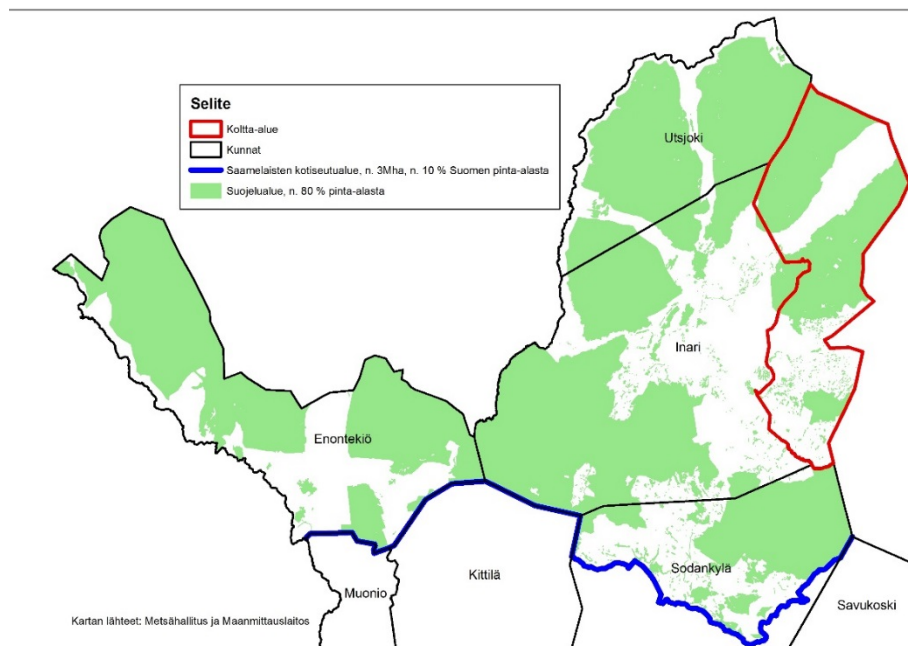 Selite
Koltta-alue
Kunnat
Saamelaisten kotiseutualue, n. 3Mha, n. 10 % Suomen pinta-alasta
Suojelualue, n. 80 % pinta-alasta
Utsjoki
Inari
Enontekiö
Sodankylä
Kittilä
Muonio
Savukoski
Kartan lähteet: Metsähallitus ja Maanmittauslaitos